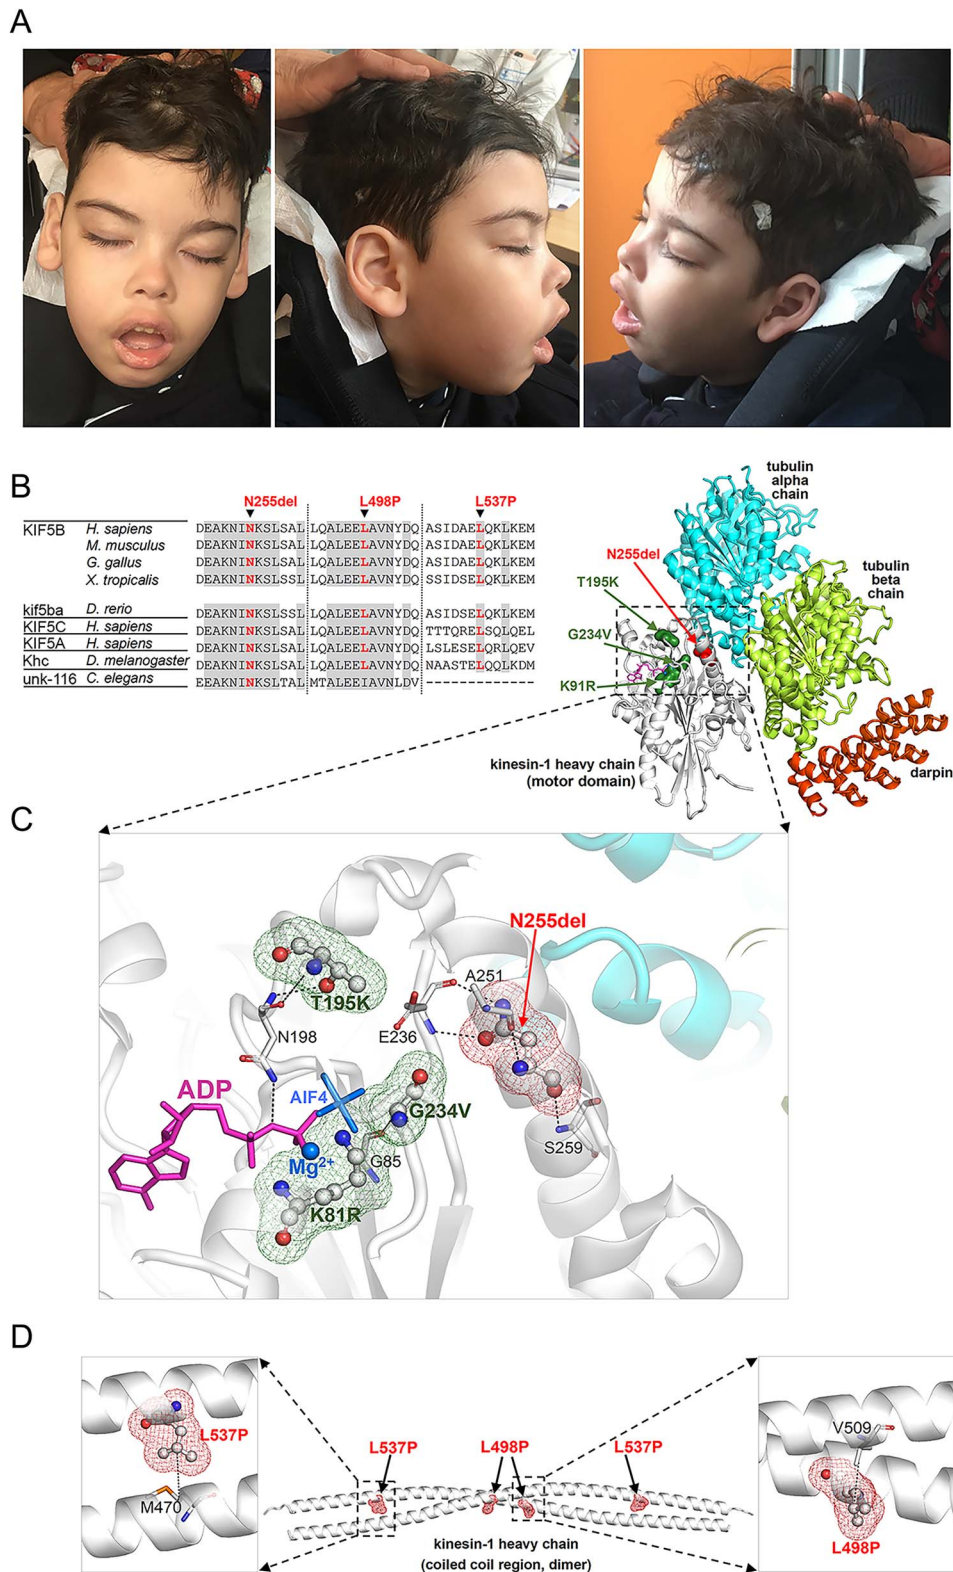 A
B
N255del L498P L537P
KIF5B H. sapiens DEAKNINKSLSAL LQALEELAVNYDQ ASIDAELQKLKEM
M. musculus DEAKNINKSLSAL LQALEELAVNYDQ ASIDAELQKLKEM
G. gallus DEAKNINKSLSAL LQALEELAVNYDQ ASIDAELQKLKEM
X. tropicalis DEAKNINKSLSSL LQALEELAVNYDQ SSIDSELQKLKEM
kif5ba D. rerio DEAKNINKSLSSL LQALEELAVNYDQ ASIDSELQKLKEM
KIF5C H. sapiens DEAKNINKSLSAL LQALEELAVNYDQ TTTQRELSQLQEL
KIF5A H. sapiens DEAKNINKSLSAL LQALEELAVNYDQ LSLESELQRLQEV
Khc D. melanogaster DEAKNINKSLSAL LQALEELAVNYDQ NAASTELQQLKDM
unk-116 C. elegans DEAKNINKSLTAL MTALEEIAVNLDV -------------
tubulin
alpha
chain
N255del
T195K
tubulin
beta
chain
G234V
K91R
kinesin-1 heavy chain
(motor domain)
darpin
C
N255del
A251
T195K
N198
E236
ADP
AlF4
G234V
Mg2+
G85
S259
K81R
D
L537P
M470
L537P
L498P
L537P
kinesin-1 heavy chain
(coiled coil region, dimer)
V509
L498P